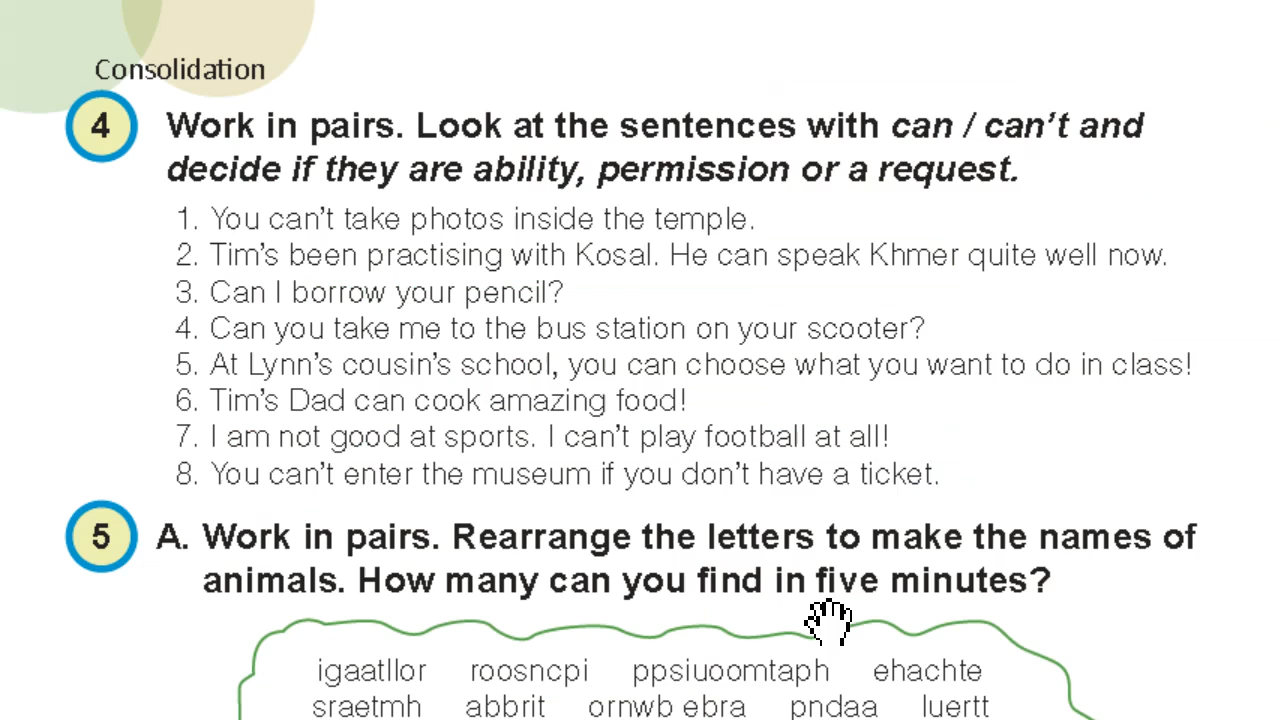 Consolidation
4 Work in pairs. Look at the sentences with can / can’t and
decide if they are ability, permission or a request.
1. You can’t take photos inside the temple.
2. Tim’s been practising with Kosal. He can speak Khmer quite well now.
3. Can I borrow your pencil?
4. Can you take me to the bus station on your scooter?
5. At Lynn’s cousin’s school, you can choose what you want to do in class!
6. Tim’s Dad can cook amazing food!
7. I am not good at sports. I can’t play football at all!
8. You can’t enter the museum if you don’t have a ticket.
5 A. Work in pairs. Rearrange the letters to make the names of
animals. How many can you find in five minutes?
igaatllor roosncpi ppsiuoomtaph ehachte
sraetmh abbrit ornwb ebra pndaa luertt